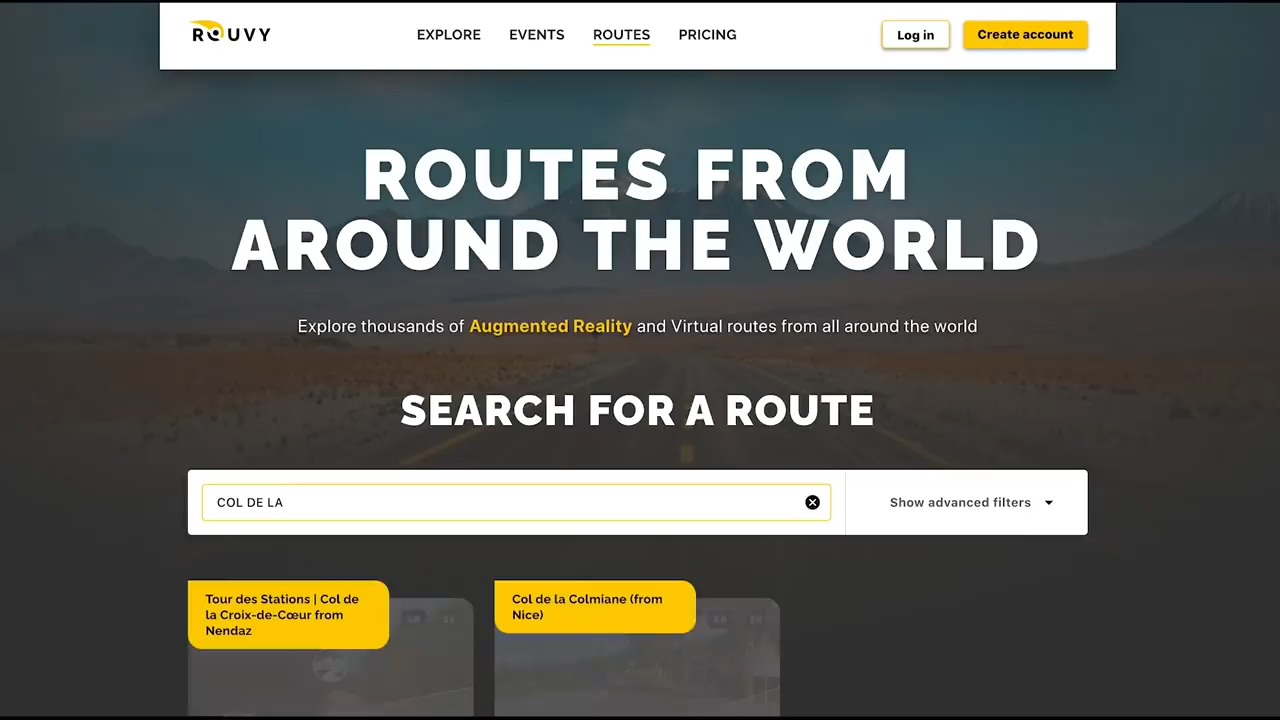 ROUVY
EXPLORE
EVENTS
ROUTES
PRICING
Log in
Create account
ROUTES FROM
AROUND THE WORLD
Explore thousands of Augmented Reality and Virtual routes from all around the world
SEARCH FOR A ROUTE
COL DE LA
Show advanced filters
Tour des Stations | Col de
la Croix-de-Cœur from
Nendaz
Col de la Colmiane (from
Nice)